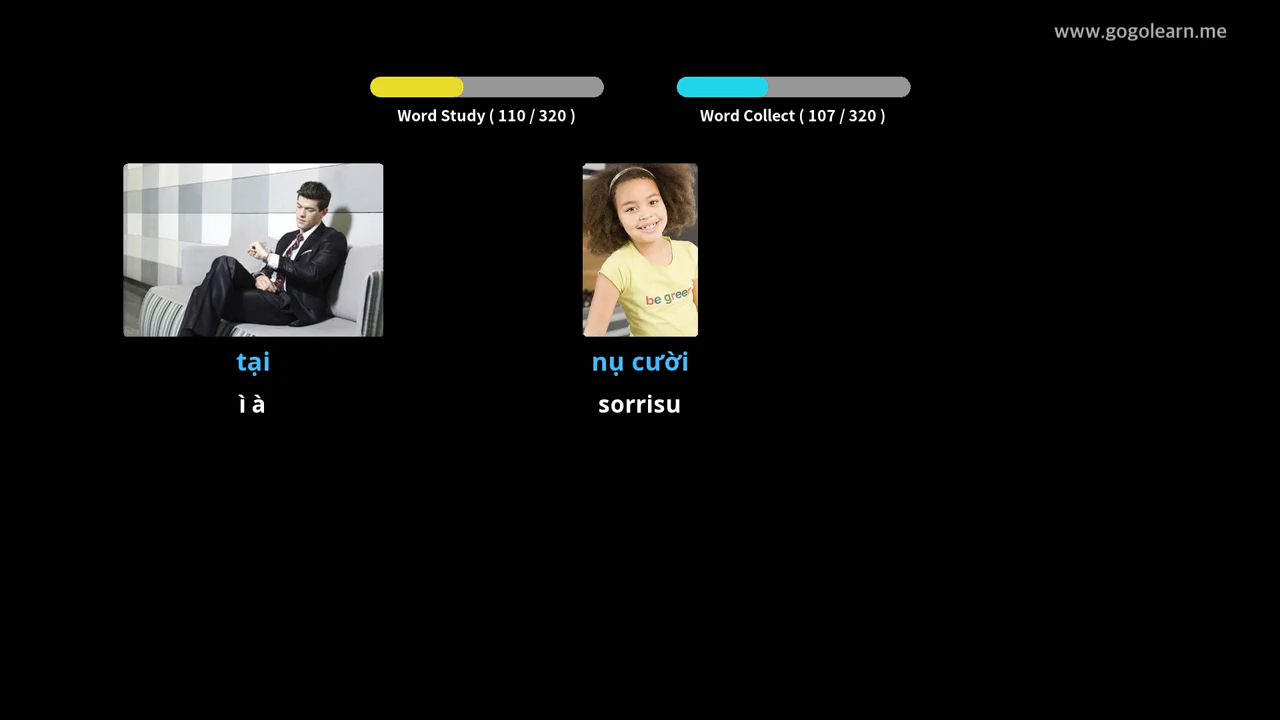 www.gogolearn.me
Word Study ( 110 / 320 )
Word Collect ( 107 / 320 )
be green
tại
nụ cười
ì à
sorrisu